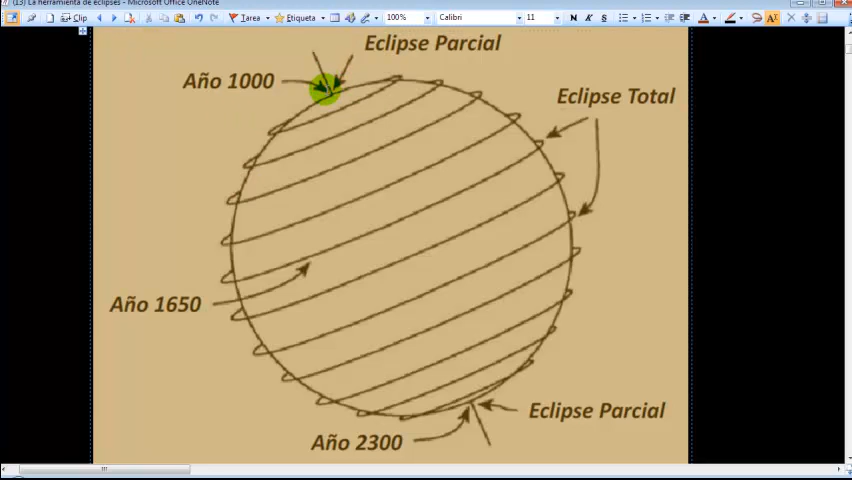 (13) La herramienta de eclipses - Microsoft Office OneNote
Clip
Tarea
Etiqueta
100%
Calibri
11
N
K
S
Eclipse Parcial
Año 1000
Eclipse Total
Año 1650
Eclipse Parcial
Año 2300